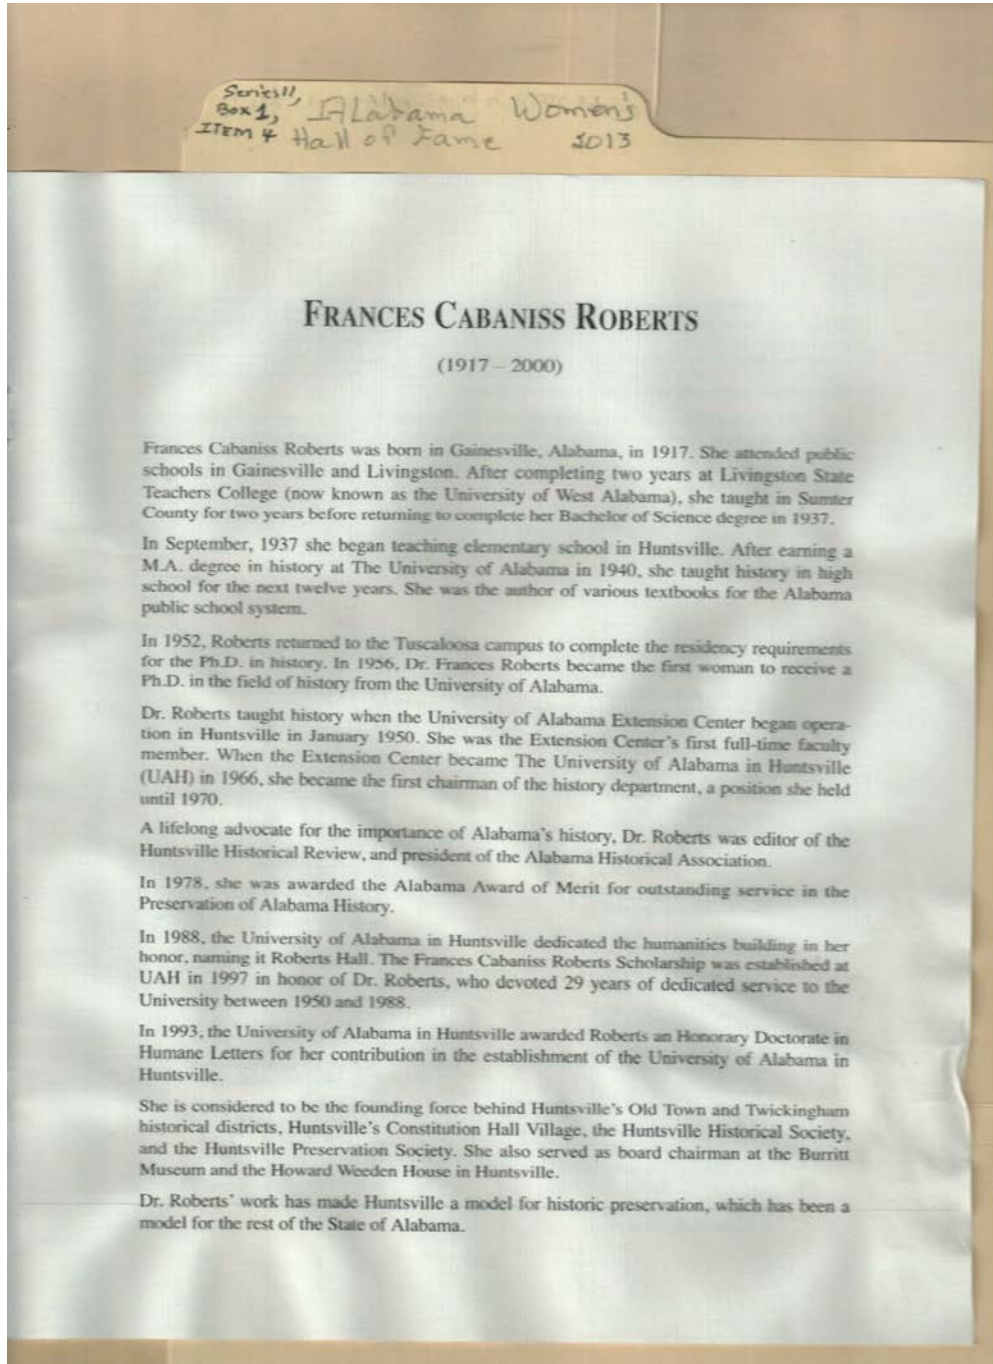 Series 11,
Box 1,
ITEM 4
Alabama Women's
Hall of Fame 2013
FRANCES CABANISS ROBERTS
(1917 – 2000)
Frances Cabaniss Roberts was born in Gainesville, Alabama, in 1917. She attended public
schools in Gainesville and Livingston. After completing two years at Livingston State
Teachers College (now known as the University of West Alabama), she taught in Sumter
County for two years before returning to complete her Bachelor of Science degree in 1937.
In September, 1937 she began teaching elementary school in Huntsville. After earning a
M.A. degree in history at The University of Alabama in 1940, she taught history in high
school for the next twelve years. She was the author of various textbooks for the Alabama
public school system.
In 1952, Roberts returned to the Tuscaloosa campus to complete the residency requirements
for the Ph.D. in history. In 1956, Dr. Frances Roberts became the first woman to receive a
Ph.D. in the field of history from the University of Alabama.
Dr. Roberts taught history when the University of Alabama Extension Center began opera-
tion in Huntsville in January 1950. She was the Extension Center's first full-time faculty
member. When the Extension Center became The University of Alabama in Huntsville
(UAH) in 1966, she became the first chairman of the history department, a position she held
until 1970.
A lifelong advocate for the importance of Alabama's history, Dr. Roberts was editor of the
Huntsville Historical Review, and president of the Alabama Historical Association.
In 1978, she was awarded the Alabama Award of Merit for outstanding service in the
Preservation of Alabama History.
In 1988, the University of Alabama in Huntsville dedicated the humanities building in her
honor, naming it Roberts Hall. The Frances Cabaniss Roberts Scholarship was established at
UAH in 1997 in honor of Dr. Roberts, who devoted 29 years of dedicated service to the
University between 1950 and 1988.
In 1993, the University of Alabama in Huntsville awarded Roberts an Honorary Doctorate in
Humane Letters for her contribution in the establishment of the University of Alabama in
Huntsville.
She is considered to be the founding force behind Huntsville's Old Town and Twickingham
historical districts, Huntsville's Constitution Hall Village, the Huntsville Historical Society,
and the Huntsville Preservation Society. She also served as board chairman at the Burritt
Museum and the Howard Weeden House in Huntsville.
Dr. Roberts' work has made Huntsville a model for historic preservation, which has been a
model for the rest of the State of Alabama.